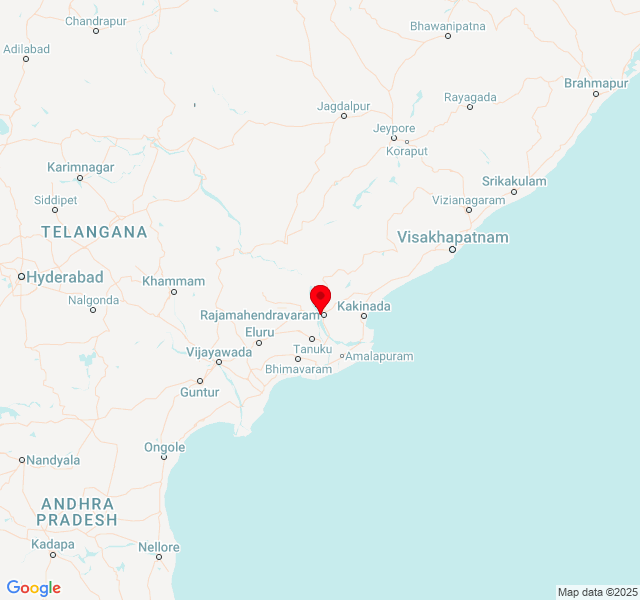 Chandrapur
Bhawanipatna
Adilabad
Brahmapur
Rayagada
Jagdalpur
Jeypore
Koraput
Karimnagar
Srikakulam
Siddipet
Vizianagaram
TELANGANA
Visakhapatnam
Hyderabad
Khammam
Nalgonda
Kakinada
Rajamahendravaram
Eluru
Tanuku
Vijayawada
Amalapuram
Bhimavaram
Guntur
Ongole
Nandyala
ANDHRA
PRADESH
Kadapa
Nellore
Google
Map data ©2025